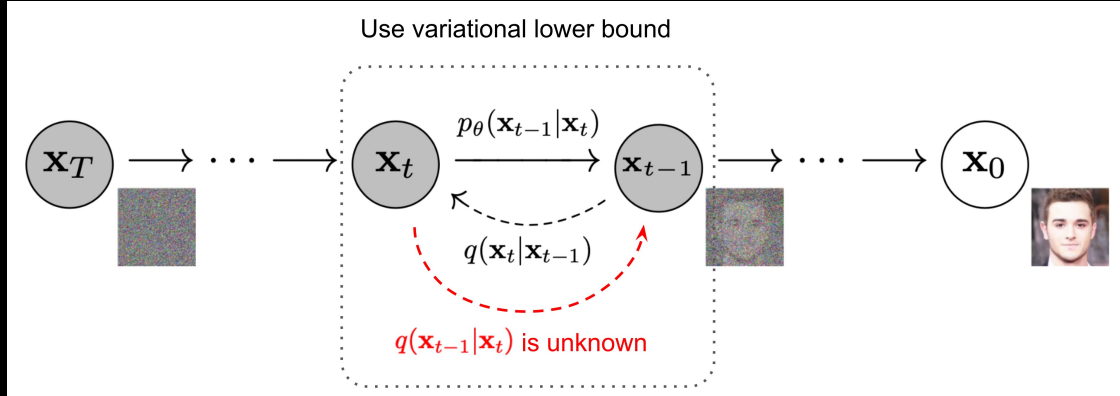 Use variational lower bound
x_T → ⋯ → x_t p_θ(x_{t−1}|x_t) x_{t−1} → ⋯ → x_0
q(x_t|x_{t−1})
q(x_{t−1}|x_t) is unknown